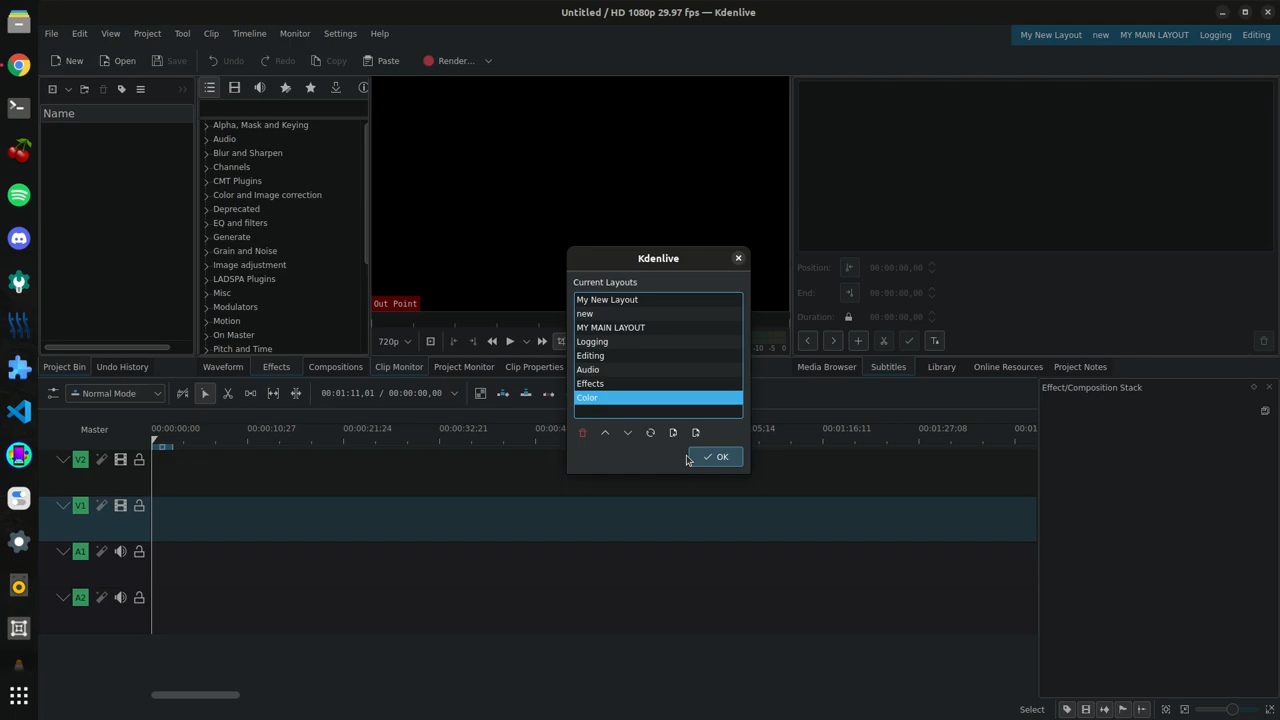 Untitled / HD 1080p 29.97 fps — Kdenlive
File Edit View Project Tool Clip Timeline Monitor Settings Help
My New Layout new MY MAIN LAYOUT Logging Editing
New Open Save Undo Redo Copy Paste Render...
Name
Alpha, Mask and Keying
Audio
Blur and Sharpen
Channels
CMT Plugins
Color and Image correction
Deprecated
EQ and filters
Generate
Grain and Noise
Image adjustment
LADSPA Plugins
Misc
Modulators
Motion
On Master
Pitch and Time
Out Point
720p
-10 -5 0
Kdenlive
Current Layouts
My New Layout
new
MY MAIN LAYOUT
Logging
Editing
Audio
Effects
Color
OK
Position: 00:00:00,00
End: 00:00:00,00
Duration: 00:00:00,00
Project Bin Undo History Waveform Effects Compositions Clip Monitor Project Monitor Clip Properties Media Browser Subtitles Library Online Resources Project Notes
Normal Mode 00:01:11,01 / 00:00:00,00
Effect/Composition Stack
Master 00:00:00;00 00:00:10;27 00:00:21;24 00:00:32;21 00:01:16;11 00:01:27;08
V2
V1
A1
A2
Select